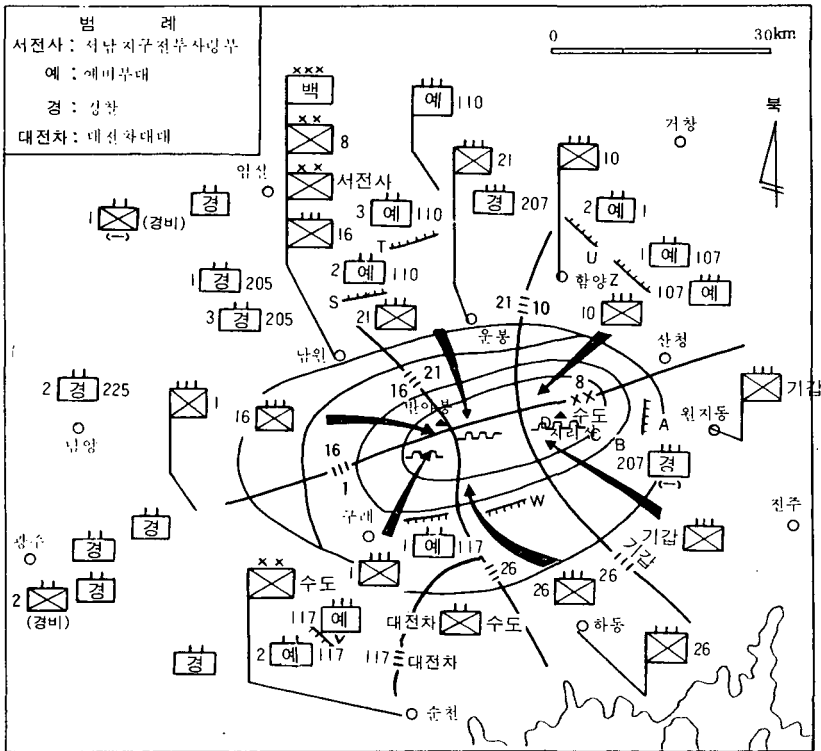 범 례
서전사: 서남지구전투사령부
예: 예비부대
경: 경찰
대전차: 대전차대대
0 30km
북
××× 백
×× 8
×× 서전사
16
예 110
21
10
거창
임실
1 (경비)
(−)
경
3 예 110
경 207
2 예 1
T
U
1 예 107
2 예 110
함양 Z
107 예
1 경 205
S
21
10
3 경 205
운봉
21
10
남원
산청
21
16
8
××
수도
2 경 225
1
16
반야봉
지리산
A
B
C
원지동
기갑
16
1
207 경
(−)
W
구례
1 예 117
진주
경
경
광주
기갑
기갑
26
26
1
26
×× 수도
경
2
(경비)
117 예
V
2 예 117
대전차
수도
117 대전차
하동
26
경
순천